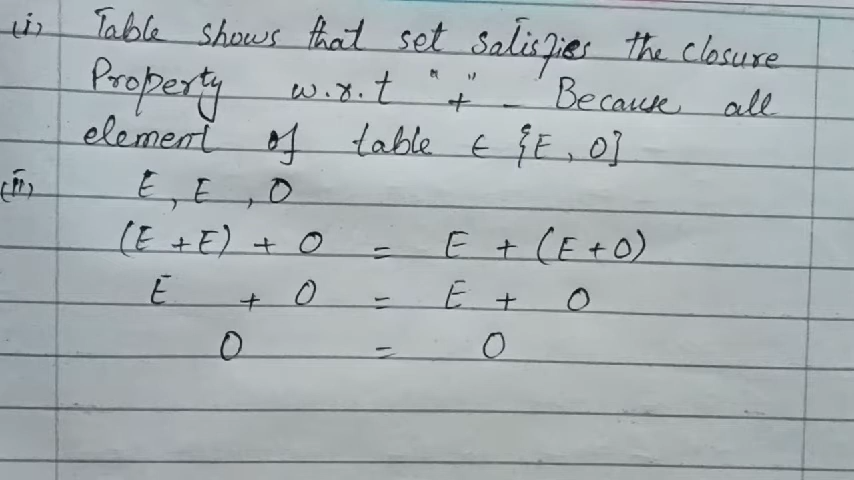 (i) Table shows that set satisfies the closure
Property w.r.t "+" - Because all
element of table ∈ {E, O}
(ii) E, E, O
(E + E) + O = E + (E + O)
E + O = E + O
O = O